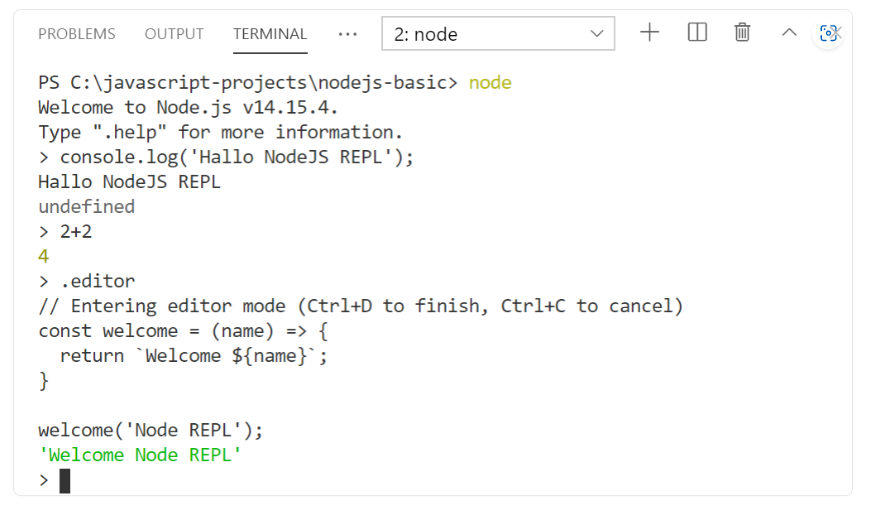 PROBLEMS OUTPUT TERMINAL ... 2: node
PS C:\javascript-projects\nodejs-basic> node
Welcome to Node.js v14.15.4.
Type ".help" for more information.
> console.log('Hallo NodeJS REPL');
Hallo NodeJS REPL
undefined
> 2+2
4
> .editor
// Entering editor mode (Ctrl+D to finish, Ctrl+C to cancel)
const welcome = (name) => {
  return `Welcome ${name}`;
}

welcome('Node REPL');
'Welcome Node REPL'
>